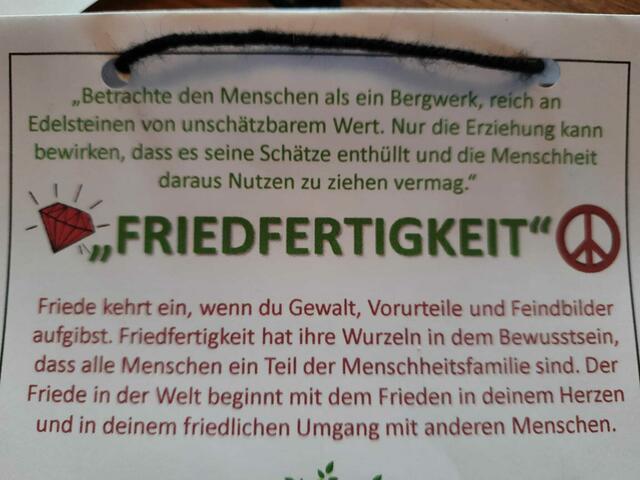 „Betrachte den Menschen als ein Bergwerk, reich an
Edelsteinen von unschätzbarem Wert. Nur die Erziehung kann
bewirken, dass es seine Schätze enthüllt und die Menschheit
daraus Nutzen zu ziehen vermag.“
„FRIEDFERTIGKEIT“
Friede kehrt ein, wenn du Gewalt, Vorurteile und Feindbilder
aufgibst. Friedfertigkeit hat ihre Wurzeln in dem Bewusstsein,
dass alle Menschen ein Teil der Menschheitsfamilie sind. Der
Friede in der Welt beginnt mit dem Frieden in deinem Herzen
und in deinem friedlichen Umgang mit anderen Menschen.